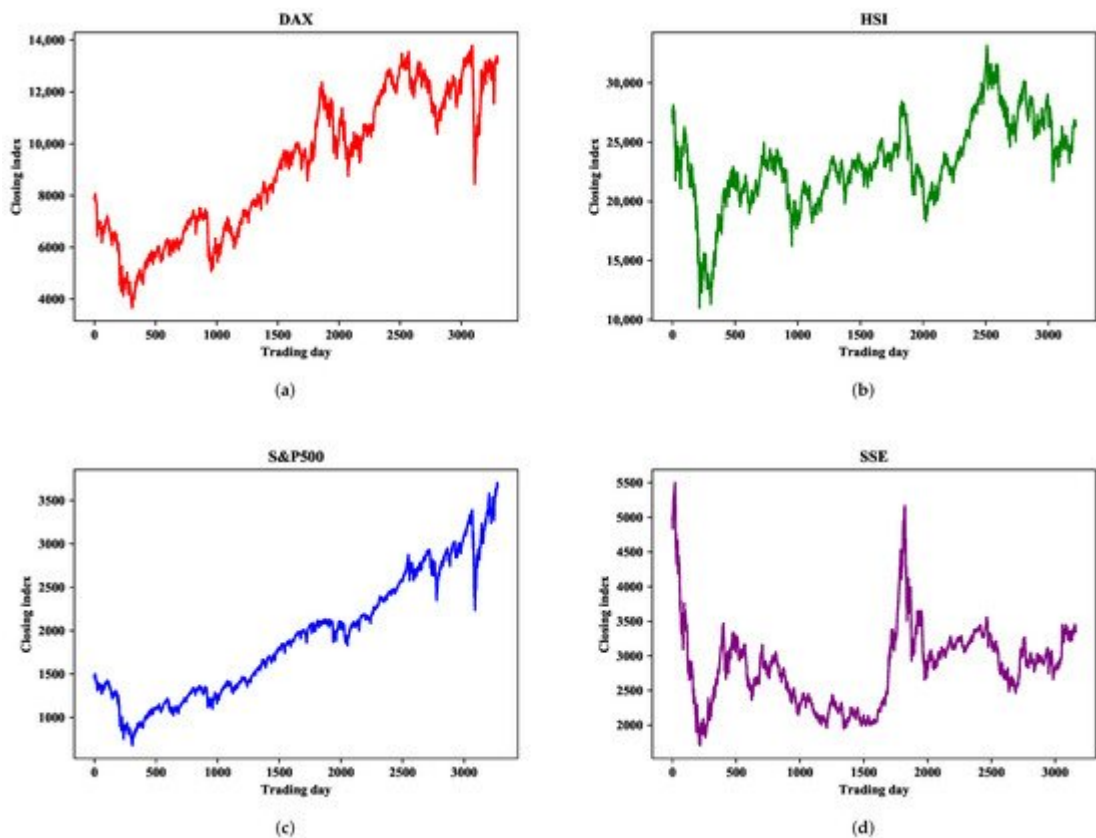 DAX
14,000
12,000
10,000
8000
6000
4000
Closing index
0 500 1000 1500 2000 2500 3000
Trading day
(a)
HSI
30,000
25,000
20,000
15,000
10,000
Closing index
0 500 1000 1500 2000 2500 3000
Trading day
(b)
S&P500
3500
3000
2500
2000
1500
1000
Closing index
0 500 1000 1500 2000 2500 3000
Trading day
(c)
SSE
5500
5000
4500
4000
3500
3000
2500
2000
Closing index
0 500 1000 1500 2000 2500 3000
Trading day
(d)